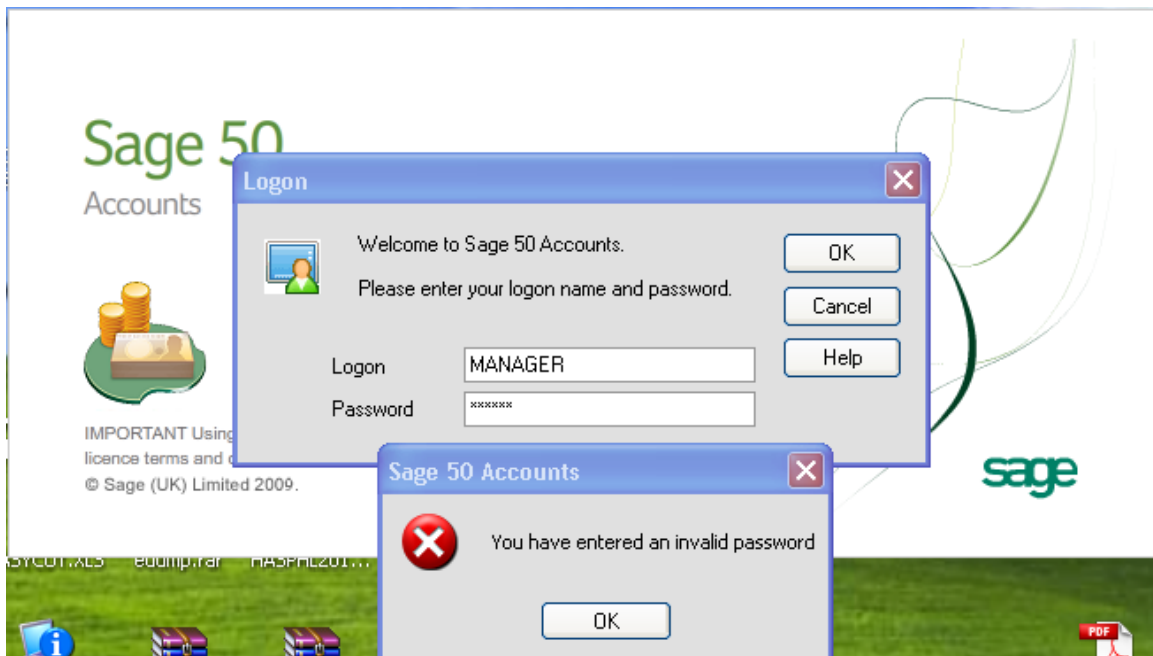 Sage 50
Accounts
Logon
Welcome to Sage 50 Accounts.
Please enter your logon name and password.
OK
Cancel
Help
Logon
MANAGER
Password
××××××
IMPORTANT Using
licence terms and
© Sage (UK) Limited 2009.
sage
Sage 50 Accounts
You have entered an invalid password
OK
PDF